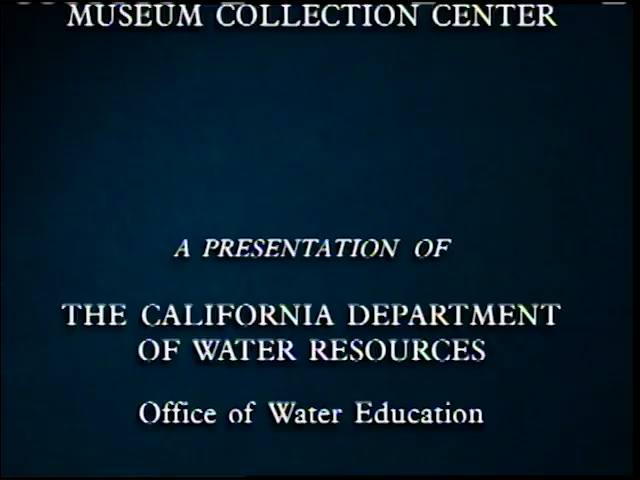 MUSEUM COLLECTION CENTER
A PRESENTATION OF
THE CALIFORNIA DEPARTMENT
OF WATER RESOURCES
Office of Water Education